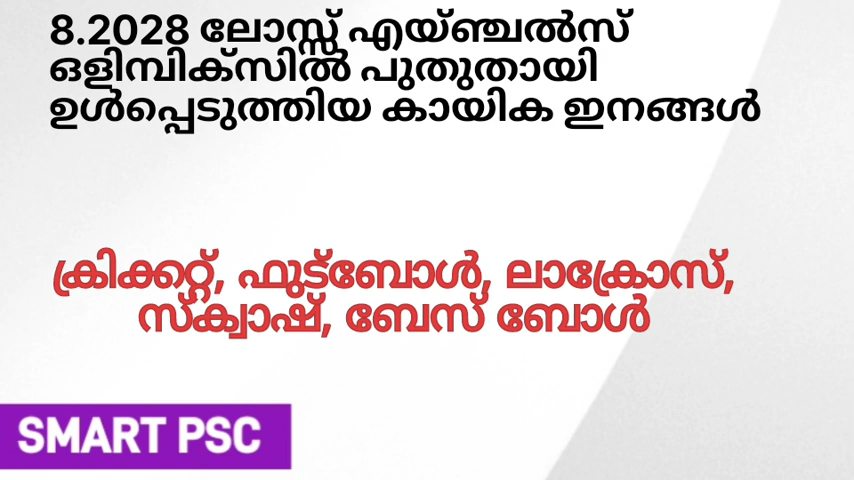 8.2028 ലോസ്സ് എയ്ഞ്ചൽസ്
ഒളിമ്പിക്സിൽ പുതുതായി
ഉൾപ്പെടുത്തിയ കായിക ഇനങ്ങൾ
ക്രിക്കറ്റ്, ഫുട്ബോൾ, ലാക്രോസ്,
സ്ക്വാഷ്, ബേസ് ബോൾ
SMART PSC